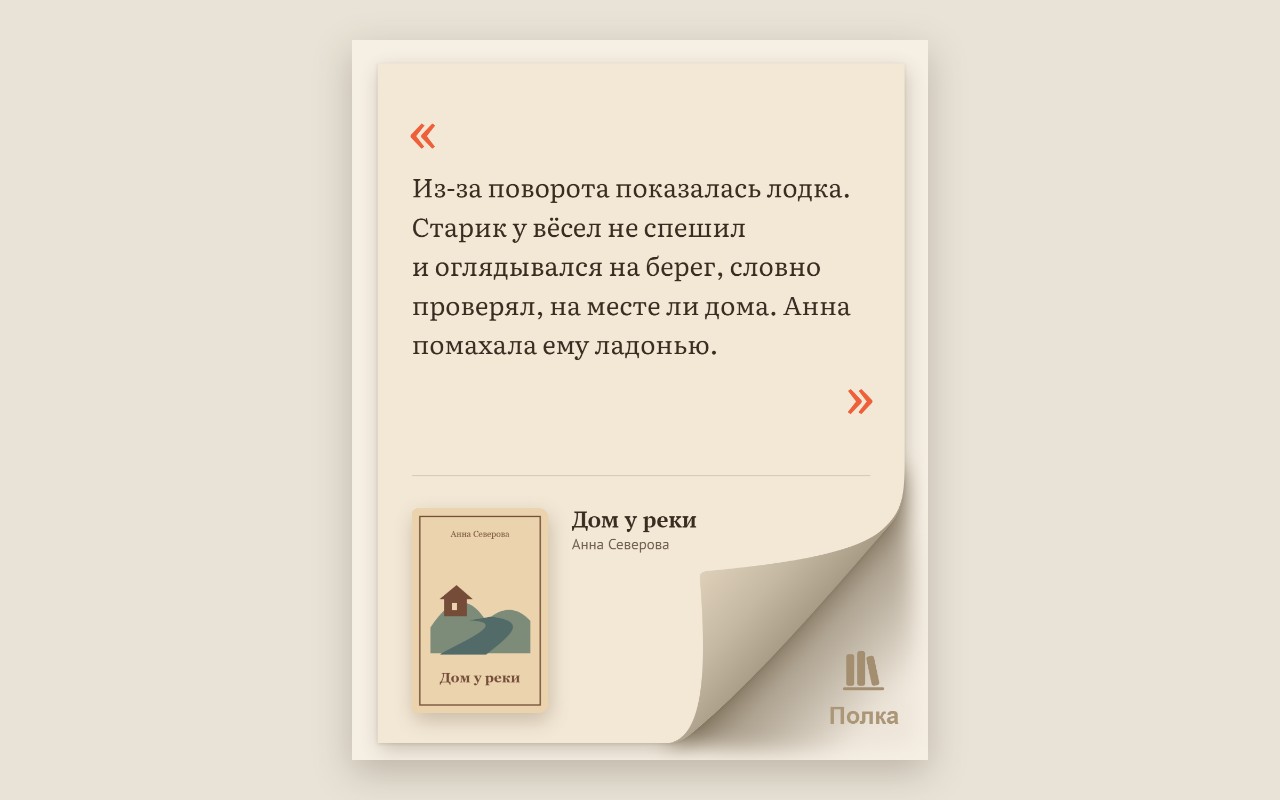 «
Из-за поворота показалась лодка.
Старик у вёсел не спешил
и оглядывался на берег, словно
проверял, на месте ли дома. Анна
помахала ему ладонью.
»
Анна Северова
Дом у реки
Дом у реки
Анна Северова
Полка